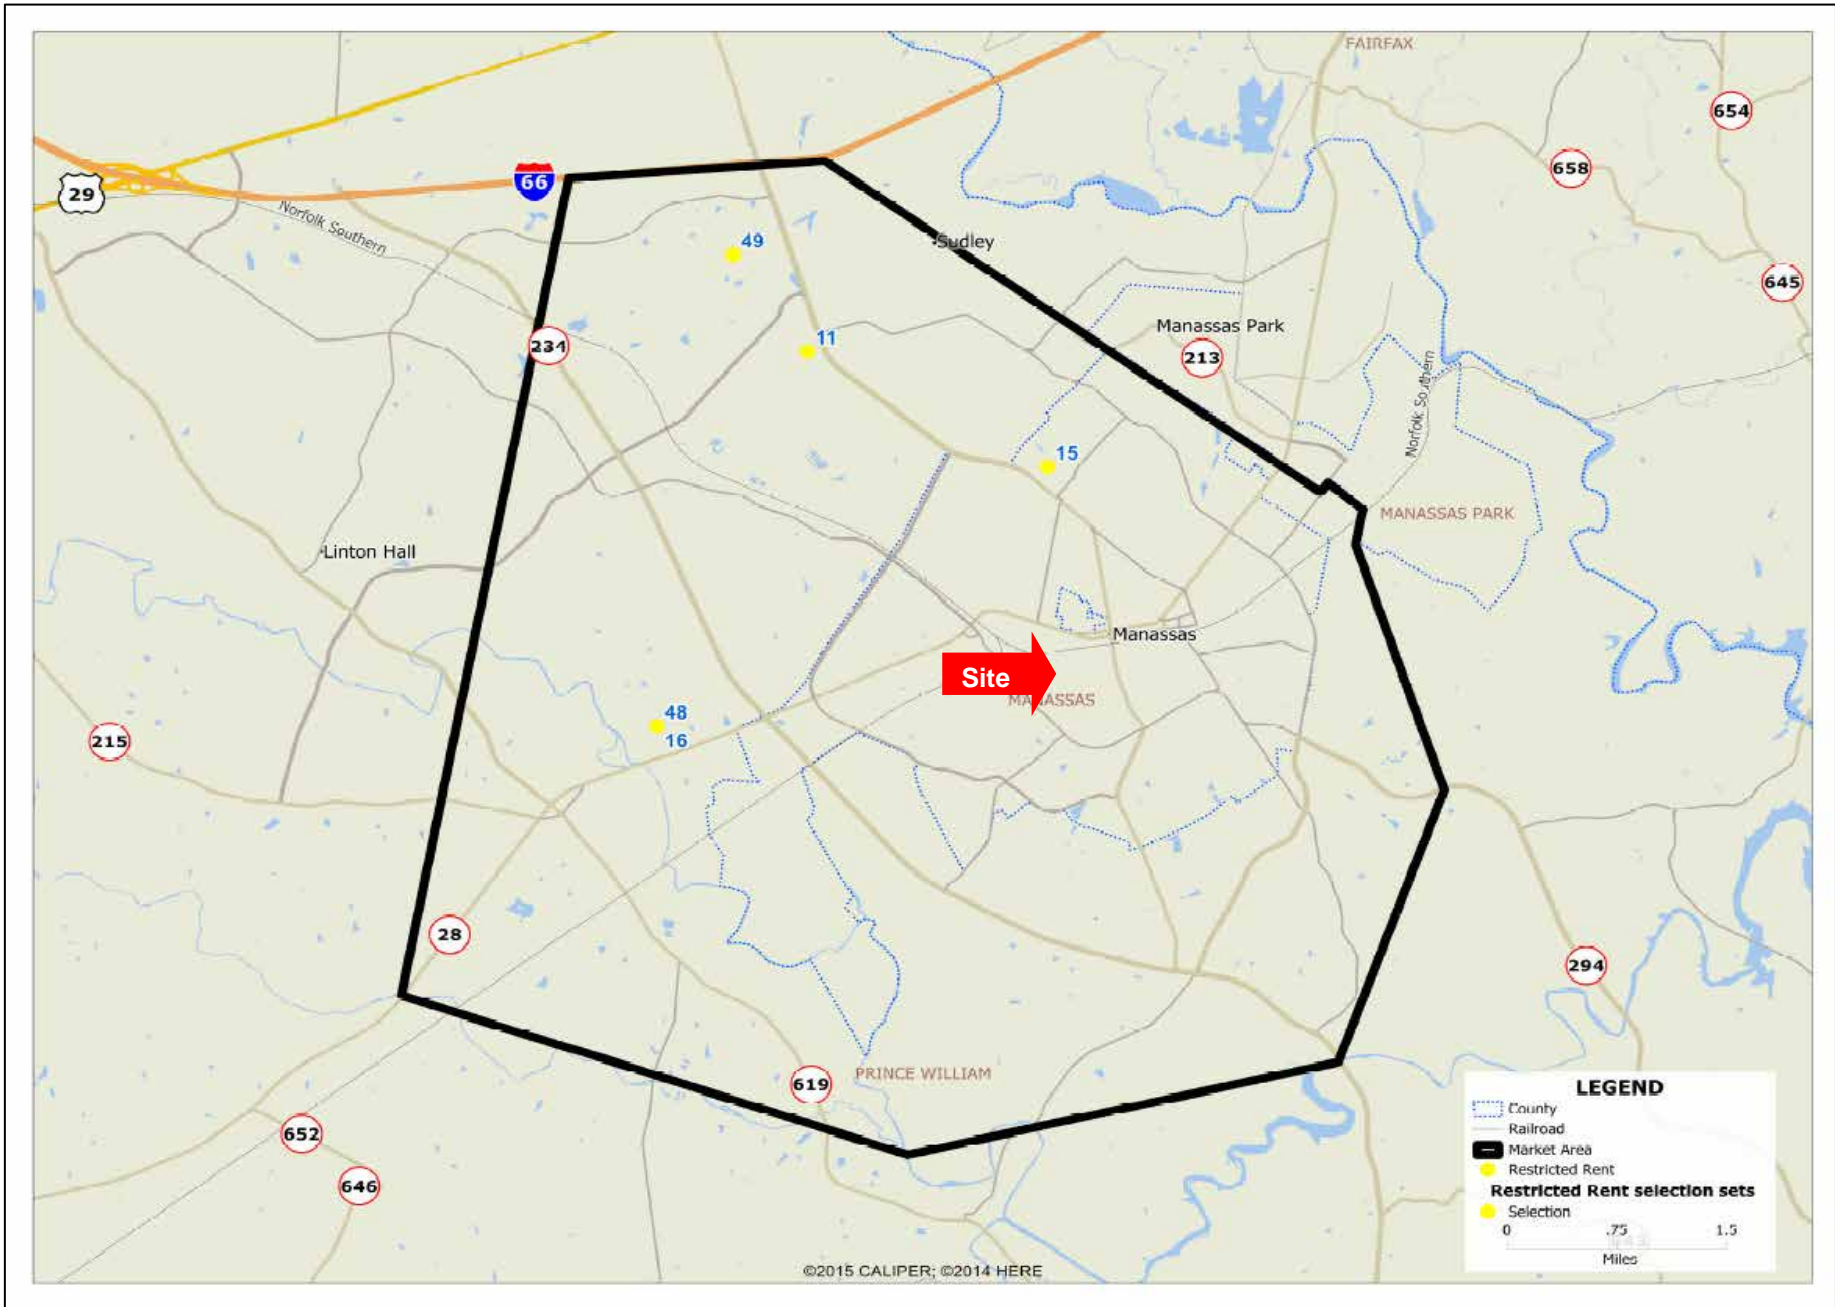 FAIRFAX
654
658
29
66
Norfolk Southern
49
Sudley
645
234
11
Manassas Park
213
Norfolk Southern
15
MANASSAS PARK
Linton Hall
Manassas
Site
MANASSAS
48
16
215
28
294
619
PRINCE WILLIAM
652
646
LEGEND
County
Railroad
Market Area
Restricted Rent
Restricted Rent selection sets
Selection
0 .75 1.5
Miles
©2015 CALIPER; ©2014 HERE